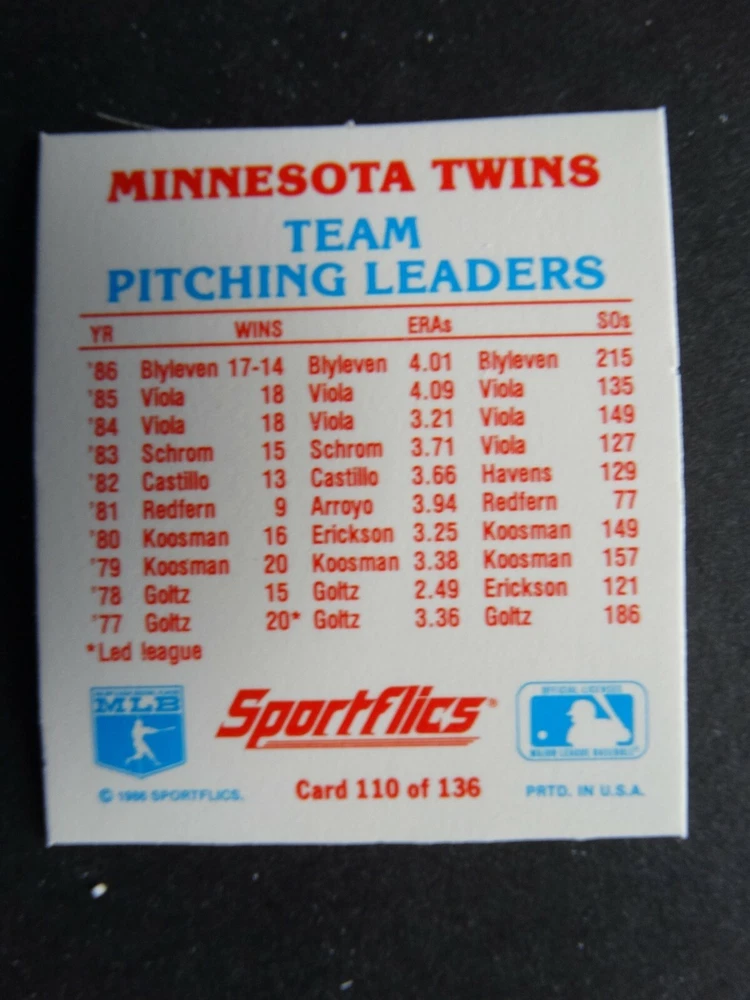 MINNESOTA TWINS
TEAM
PITCHING LEADERS
YR WINS ERAs SOs
'86 Blyleven 17-14 Blyleven 4.01 Blyleven 215
'85 Viola 18 Viola 4.09 Viola 135
'84 Viola 18 Viola 3.21 Viola 149
'83 Schrom 15 Schrom 3.71 Viola 127
'82 Castillo 13 Castillo 3.66 Havens 129
'81 Redfern 9 Arroyo 3.94 Redfern 77
'80 Koosman 16 Erickson 3.25 Koosman 149
'79 Koosman 20 Koosman 3.38 Koosman 157
'78 Goltz 15 Goltz 2.49 Erickson 121
'77 Goltz 20* Goltz 3.36 Goltz 186
*Led league
MLB
Sportflics®
OFFICIAL LICENSEE
MAJOR LEAGUE BASEBALL
© 1986 SPORTFLICS.
Card 110 of 136
PRTD. IN U.S.A.